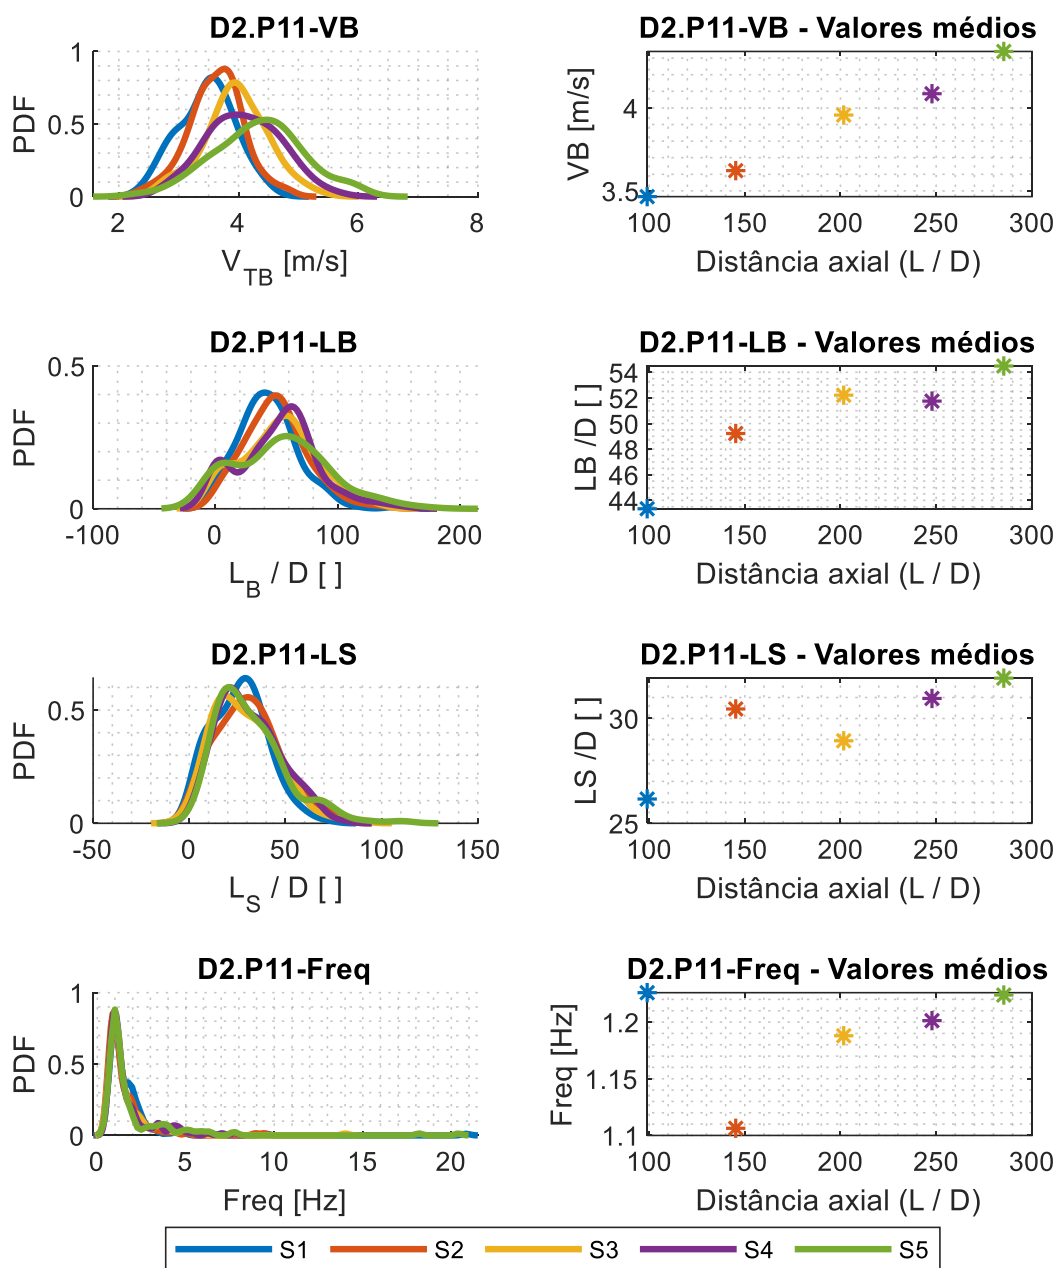 D2.P11-VB
1
0.5
0
PDF
2
4
6
8
V_TB [m/s]
D2.P11-VB - Valores médios
4
3.5
VB [m/s]
100
150
200
250
300
Distância axial (L / D)
D2.P11-LB
0.5
0
PDF
-100
0
100
200
L_B / D [ ]
D2.P11-LB - Valores médios
54
52
50
48
46
44
LB /D [ ]
100
150
200
250
300
Distância axial (L / D)
D2.P11-LS
0.5
0
PDF
-50
0
50
100
150
L_S / D [ ]
D2.P11-LS - Valores médios
30
25
LS /D [ ]
100
150
200
250
300
Distância axial (L / D)
D2.P11-Freq
1
0.5
0
PDF
0
5
10
15
20
Freq [Hz]
D2.P11-Freq - Valores médios
1.2
1.15
1.1
Freq [Hz]
100
150
200
250
300
Distância axial (L / D)
S1
S2
S3
S4
S5